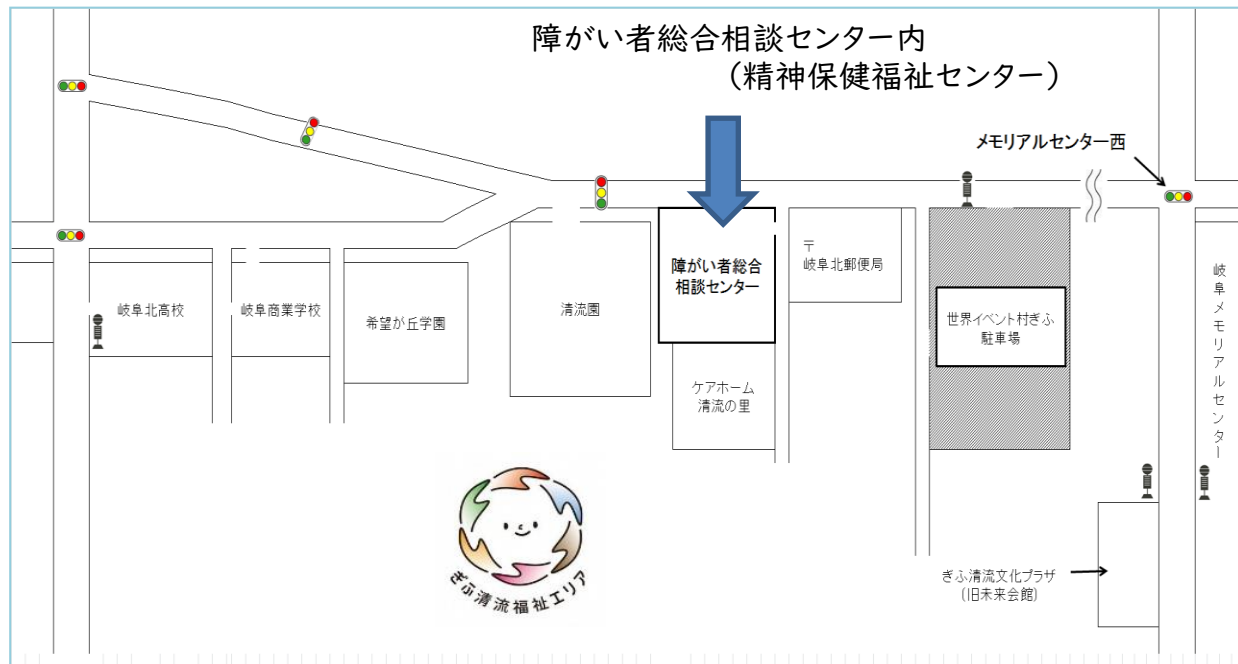 障がい者総合相談センター内
（精神保健福祉センター）
メモリアルセンター西
障がい者総合
相談センター
〒
岐阜北郵便局
岐阜北高校
岐阜商業学校
希望が丘学園
清流園
世界イベント村ぎふ
駐車場
岐阜メモリアルセンター
ケアホーム
清流の里
ぎふ清流福祉エリア
ぎふ清流文化プラザ
(旧未来会館)